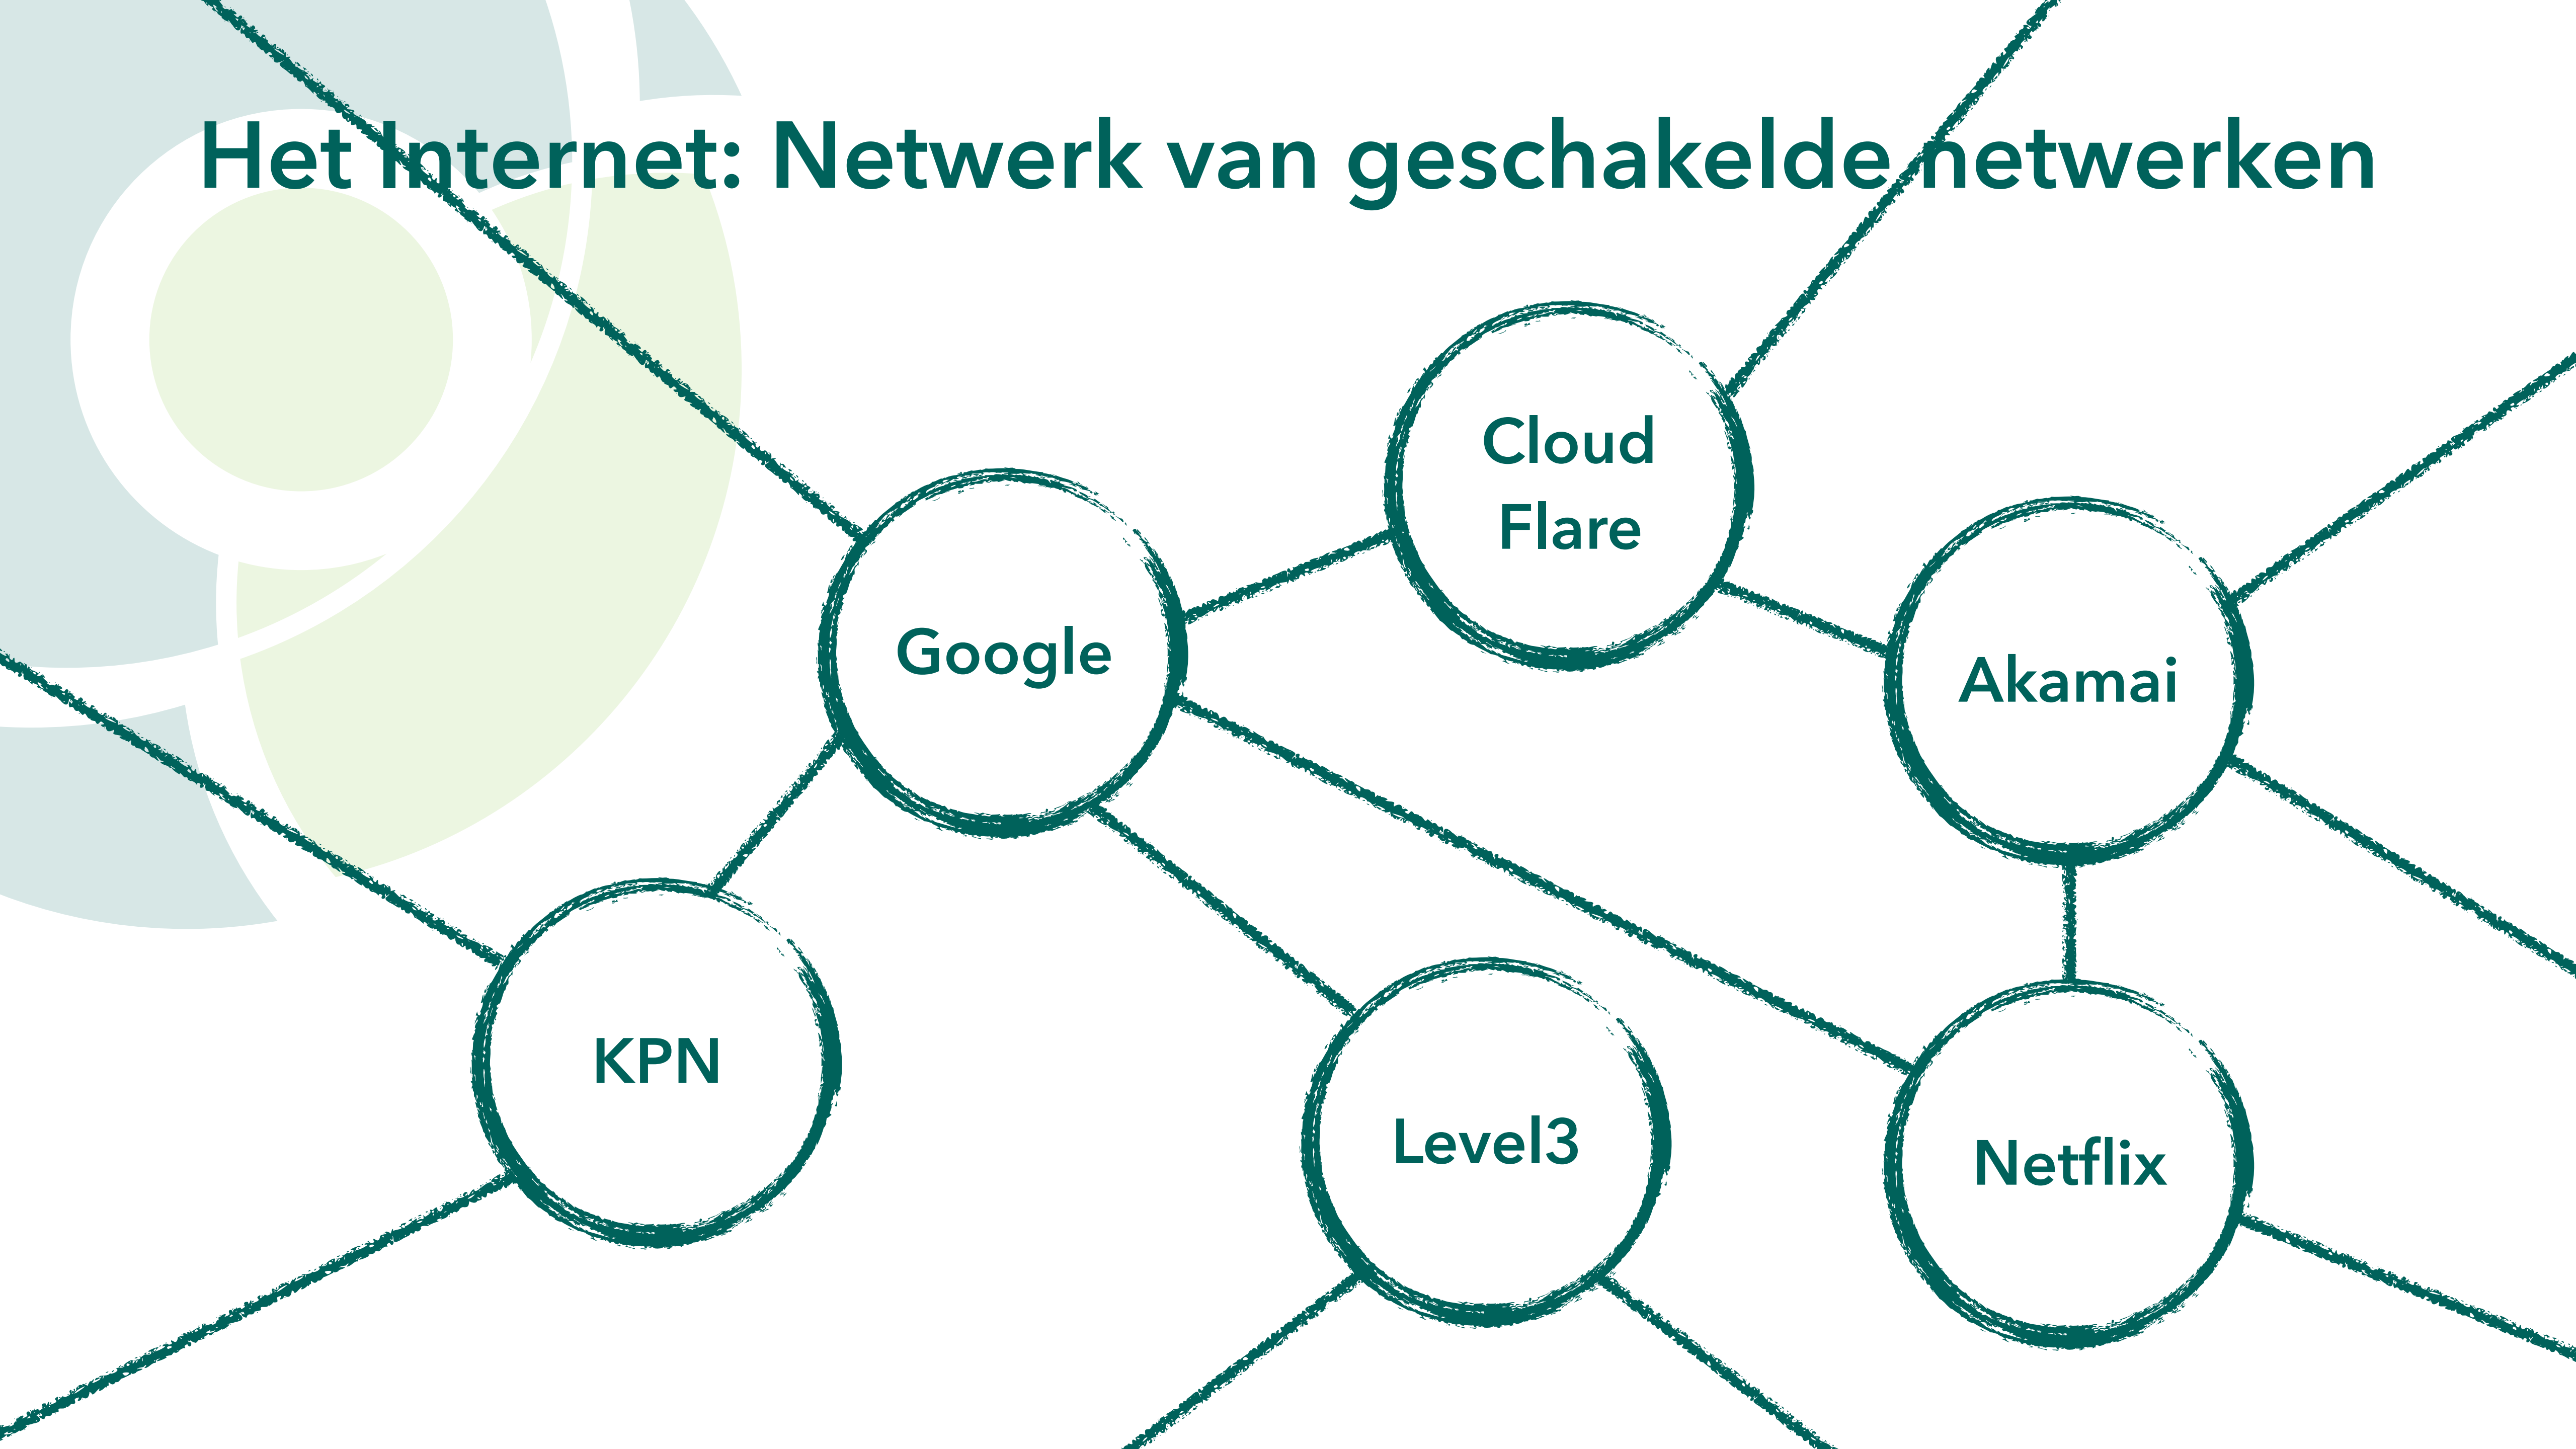 Het Internet: Netwerk van geschakelde netwerken
Cloud
Flare
Google
Akamai
KPN
Level3
Netflix